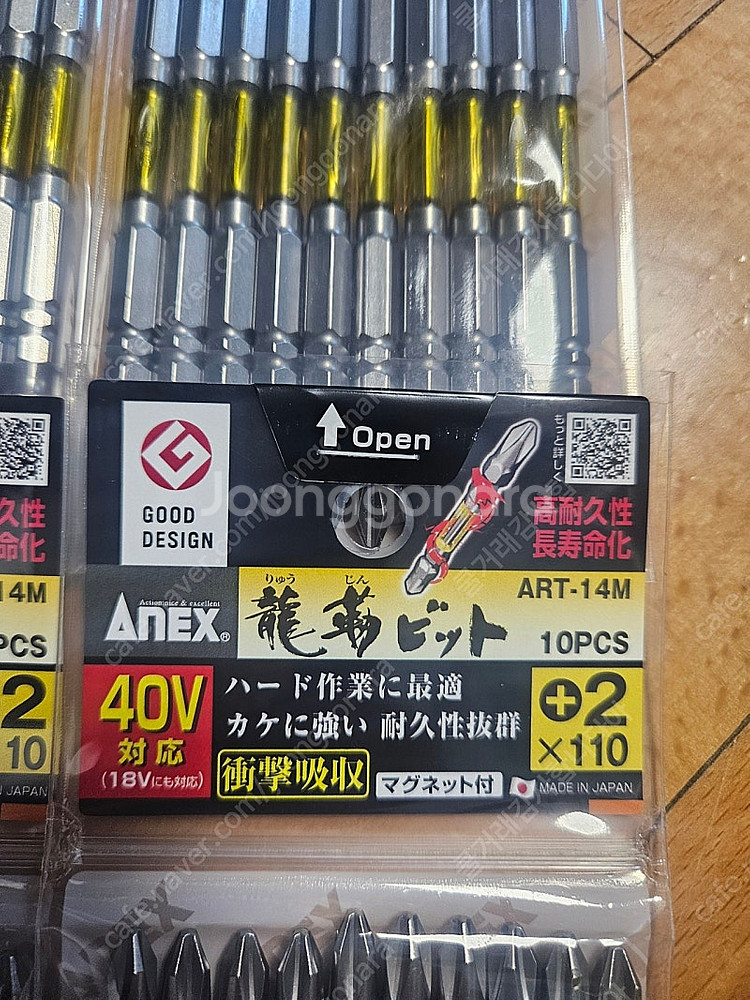 Open
GOOD
DESIGN
もっと詳しく
高耐久性
長寿命化
Action nice & excellent
ANEX®
りゅう じん
龍靭ビット
ART-14M
10PCS
40V
対応
(18Vにも対応)
ハード作業に最適
カケに強い 耐久性抜群
衝撃吸収
マグネット付
2
×110
MADE IN JAPAN
久性
命化
14M
PCS
2
10
JAPAN
Joonggonara